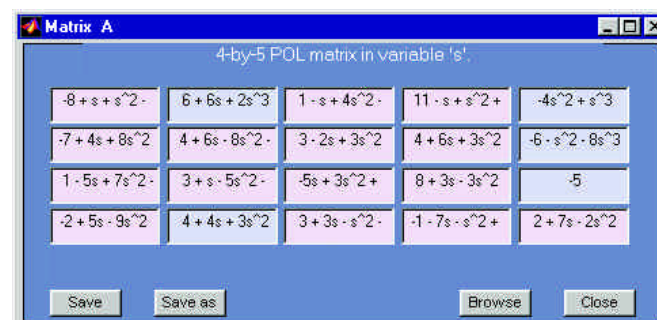 Matrix A
4-by-5 POL matrix in variable 's'.
-8 + s + s^2 - 6 + 6s + 2s^3 1 - s + 4s^2 - 11 - s + s^2 + -4s^2 + s^3
-7 + 4s + 8s^2 4 + 6s - 8s^2 - 3 - 2s + 3s^2 4 + 6s + 3s^2 -6 - s^2 - 8s^3
1 - 5s + 7s^2 - 3 + s - 5s^2 - -5s + 3s^2 + 8 + 3s - 3s^2 -5
-2 + 5s - 9s^2 4 + 4s + 3s^2 3 + 3s - s^2 - -1 - 7s - s^2 + 2 + 7s - 2s^2
Save Save as Browse Close